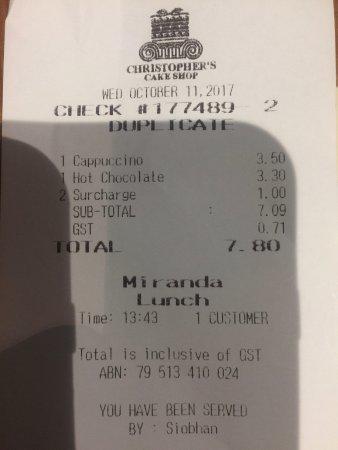 CHRISTOPHER'S
CAKE SHOP
WED OCTOBER 11,2017
CHECK #177489- 2
DUPLICATE
1 Cappuccino 3.50
1 Hot Chocolate 3.30
2 Surcharge 1.00
SUB-TOTAL : 7.09
GST 0.71
TOTAL 7.80
Miranda
Lunch
Time: 13:43 1 CUSTOMER
Total is inclusive of GST
ABN: 79 513 410 024
YOU HAVE BEEN SERVED
BY : Siobhan